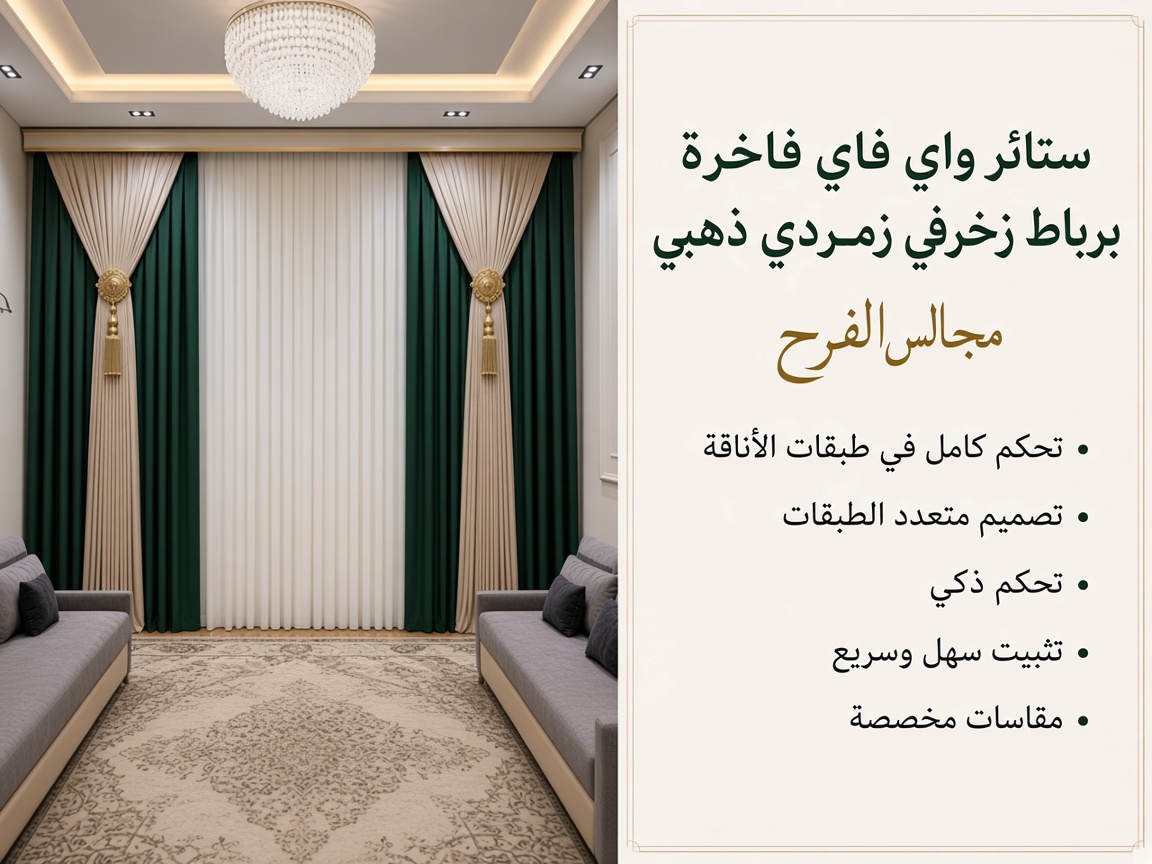 ستائر واي فاي فاخرة
برباط زخرفي زمـردي ذهبي
مجالس الفرح
• تحكم كامل في طبقات الأناقة
• تصميم متعدد الطبقات
• تحكم ذكي
• تثبيت سهل وسريع
• مقاسات مخصصة